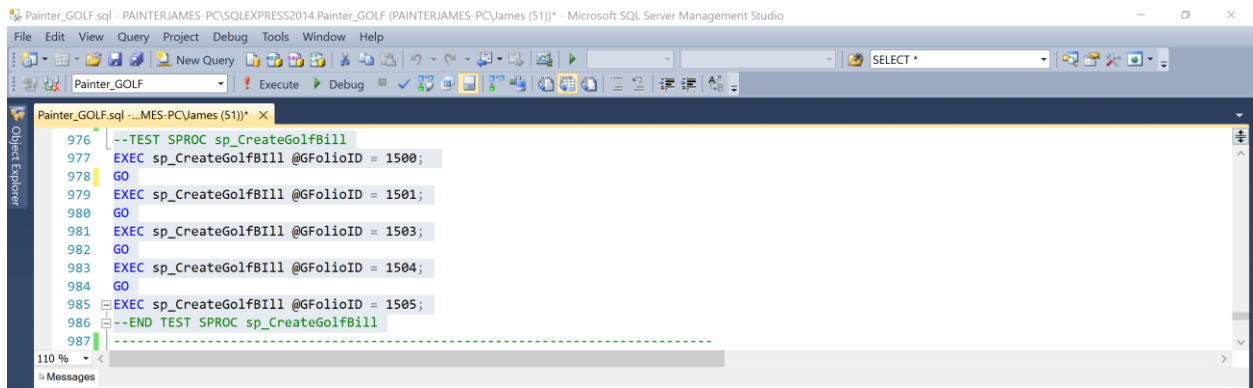 Painter_GOLF.sql - PAINTERJAMES-PC\SQLEXPRESS2014.Painter_GOLF (PAINTERJAMES-PC\James (51))* - Microsoft SQL Server Management Studio
File Edit View Query Project Debug Tools Window Help
New Query SELECT *
Painter_GOLF Execute Debug
Painter_GOLF.sql -...MES-PC\James (51))* X
Object Explorer
976 --TEST SPROC sp_CreateGolfBill
977 EXEC sp_CreateGolfBIll @GFolioID = 1500;
978 GO
979 EXEC sp_CreateGolfBIll @GFolioID = 1501;
980 GO
981 EXEC sp_CreateGolfBIll @GFolioID = 1503;
982 GO
983 EXEC sp_CreateGolfBIll @GFolioID = 1504;
984 GO
985 EXEC sp_CreateGolfBIll @GFolioID = 1505;
986 --END TEST SPROC sp_CreateGolfBill
987 -----------------------------------------------------------------------------
110 %
Messages